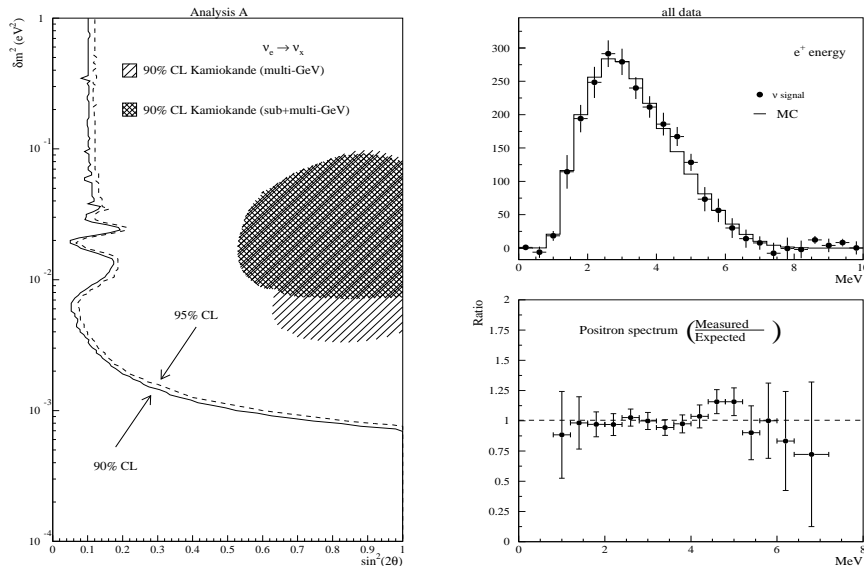 Analysis A
δm² (eV²)
νₑ → νₓ
90% CL Kamiokande (multi-GeV)
90% CL Kamiokande (sub+multi-GeV)
1
10⁻¹
10⁻²
10⁻³
10⁻⁴
95% CL
90% CL
0 0.1 0.2 0.3 0.4 0.5 0.6 0.7 0.8 0.9 1
sin²(2θ)
all data
e⁺ energy
ν signal
MC
300
250
200
150
100
50
0
0 2 4 6 8 10
MeV
Ratio
Positron spectrum (Measured/Expected)
2
1.75
1.5
1.25
1
0.75
0.5
0.25
0
0 2 4 6 8
MeV